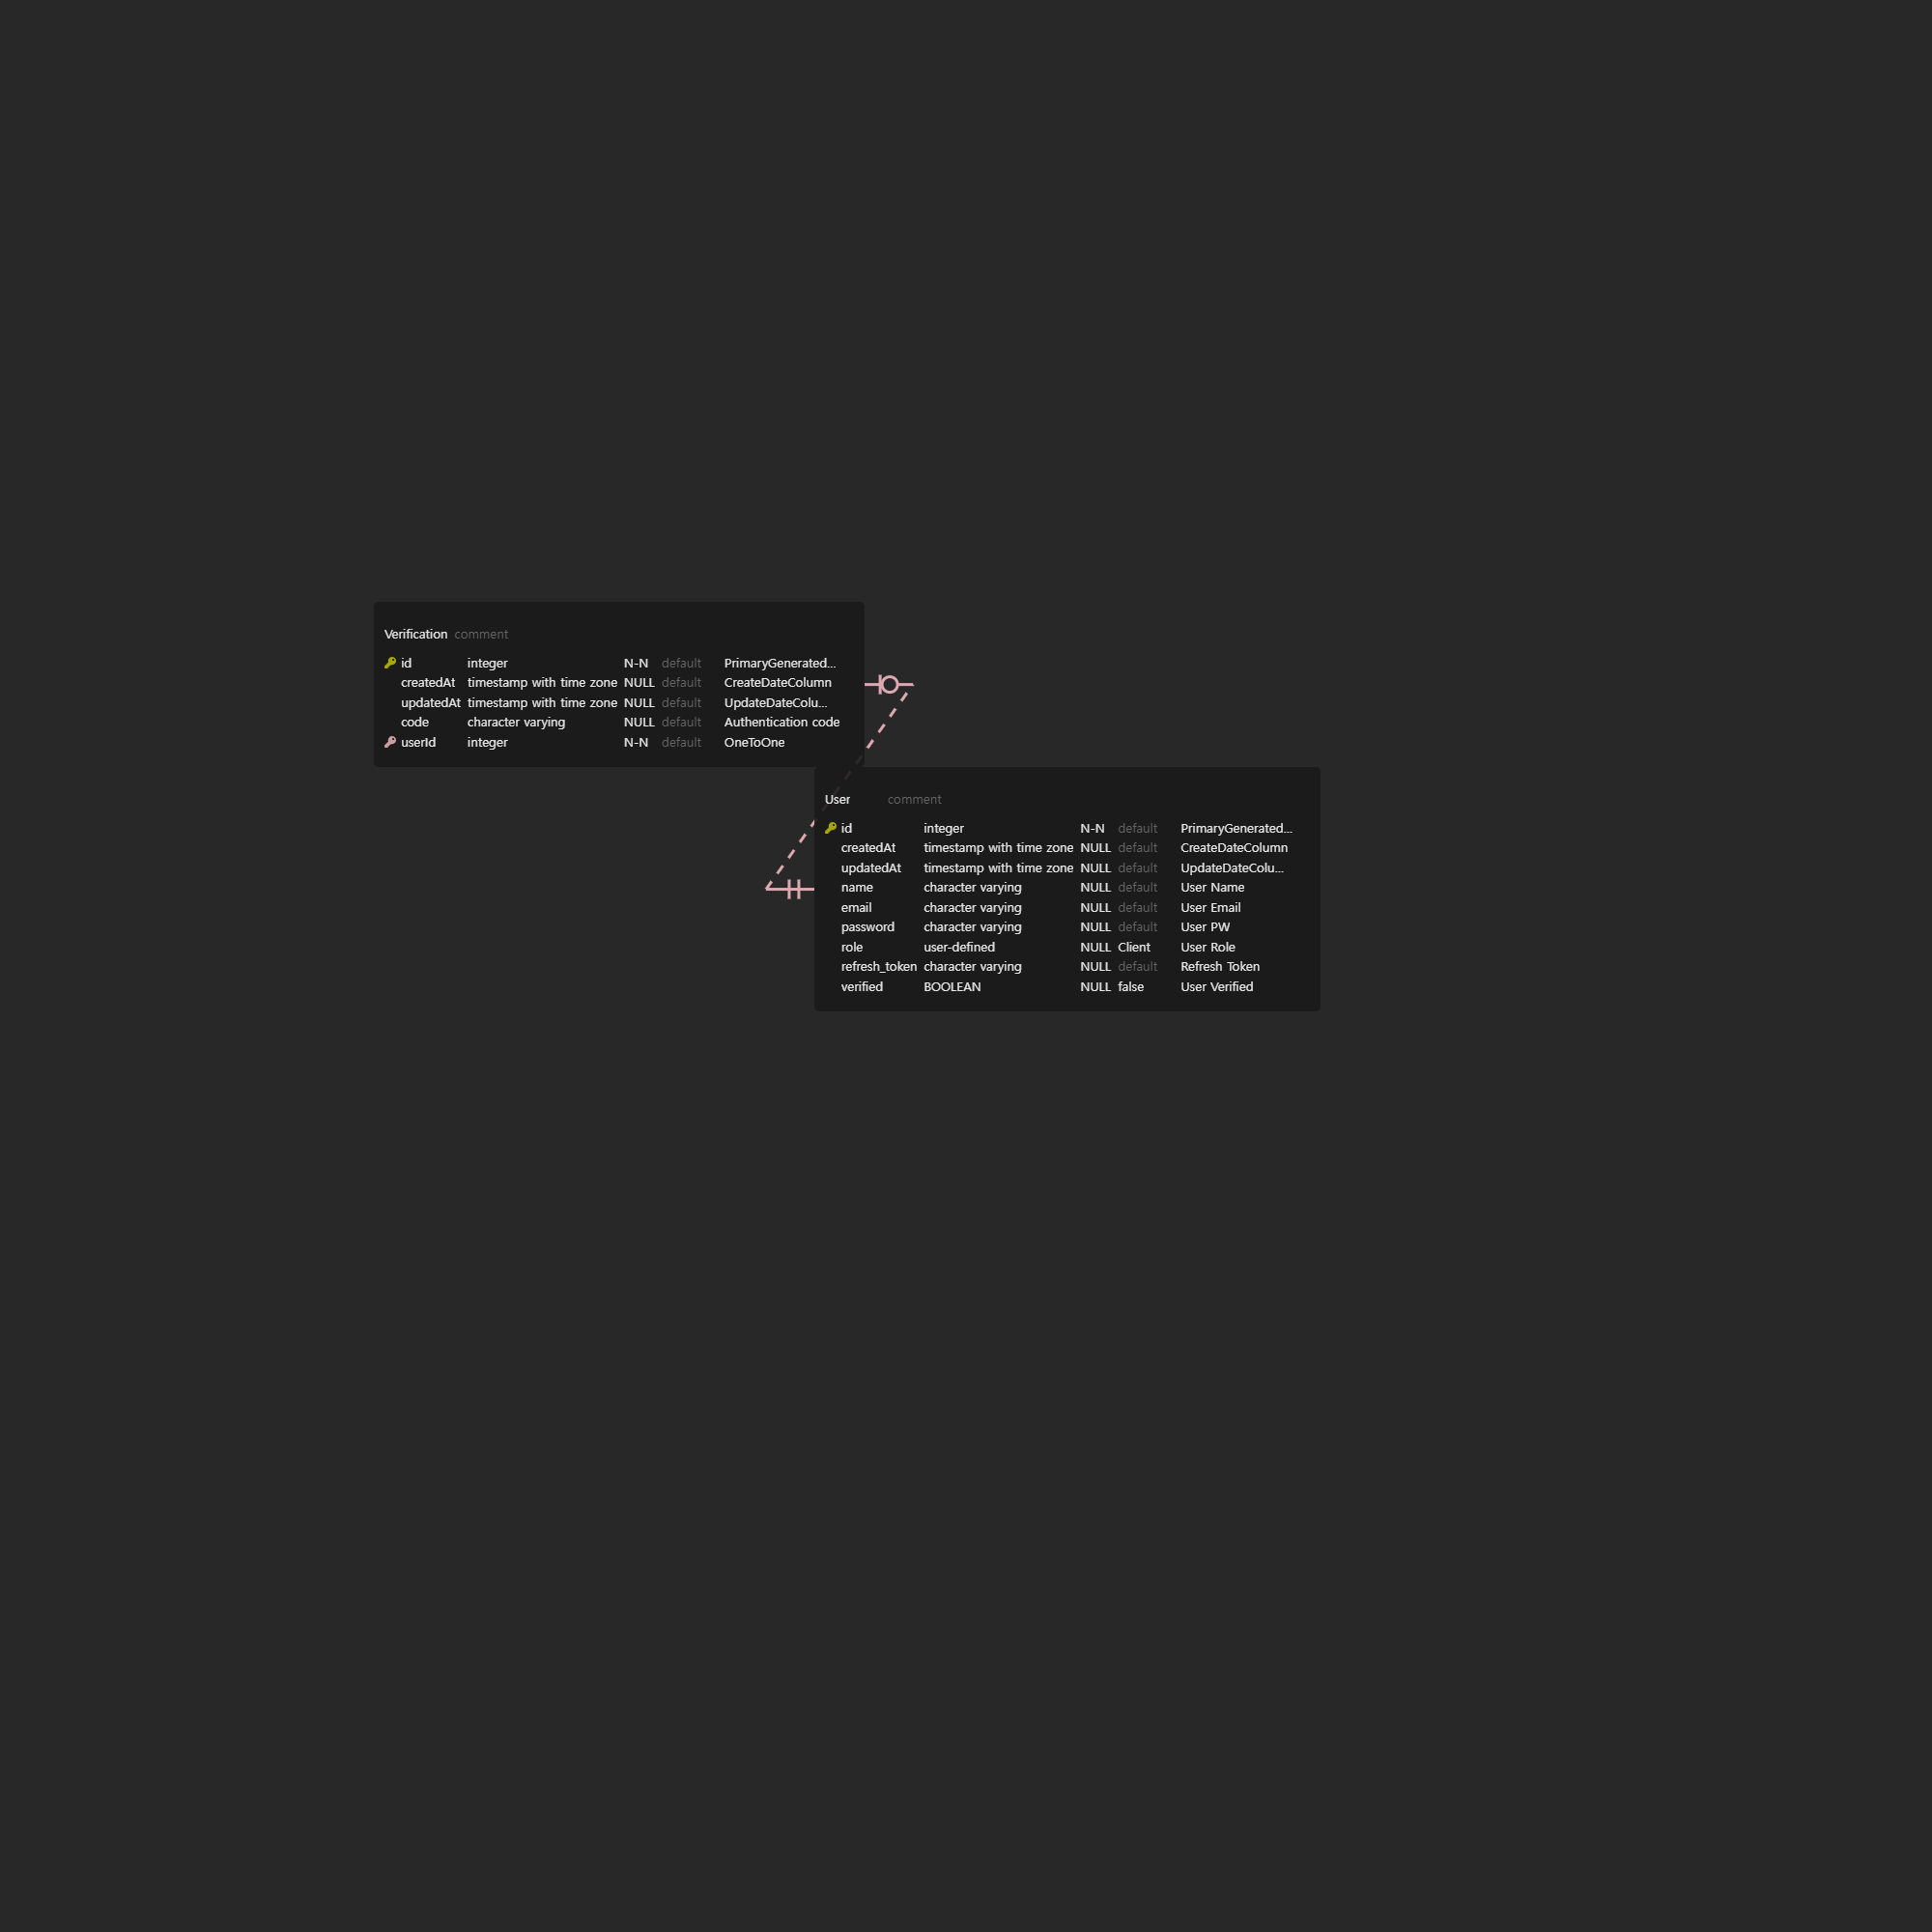 Verification comment
id integer N-N default PrimaryGenerated...
createdAt timestamp with time zone NULL default CreateDateColumn
updatedAt timestamp with time zone NULL default UpdateDateColu...
code character varying NULL default Authentication code
userId integer N-N default OneToOne
User comment
id integer N-N default PrimaryGenerated...
createdAt timestamp with time zone NULL default CreateDateColumn
updatedAt timestamp with time zone NULL default UpdateDateColu...
name character varying NULL default User Name
email character varying NULL default User Email
password character varying NULL default User PW
role user-defined NULL Client User Role
refresh_token character varying NULL default Refresh Token
verified BOOLEAN NULL false User Verified